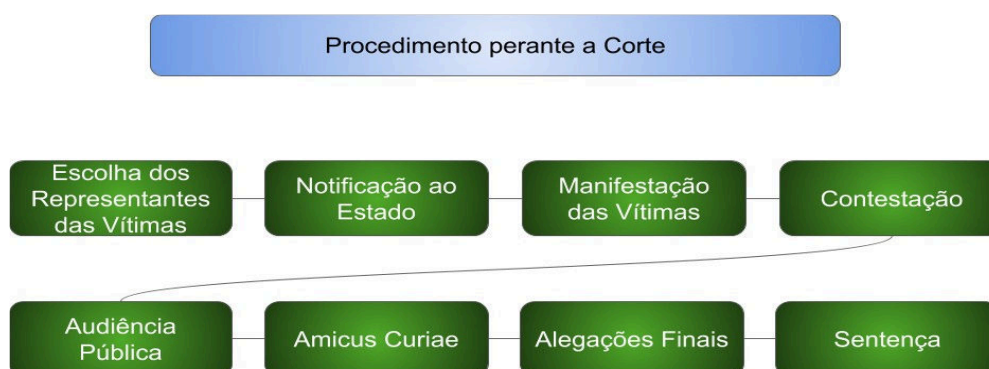 Procedimento perante a Corte
Escolha dos
Representantes
das Vítimas
Notificação ao
Estado
Manifestação
das Vítimas
Contestação
Audiência
Pública
Amicus Curiae
Alegações Finais
Sentença